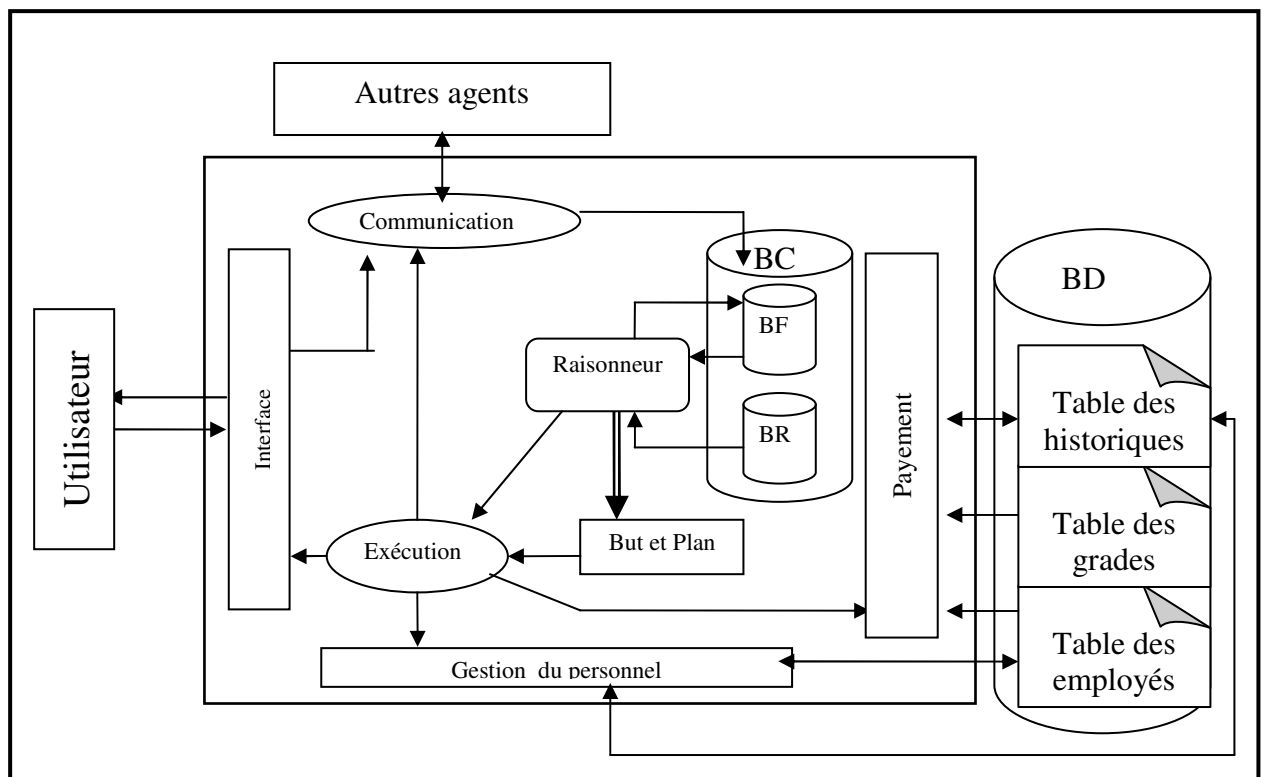 Autres agents
Communication
BC
BD
BF
Raisonneur
Utilisateur
Interface
BR
Payement
Table des
historiques
Exécution
But et Plan
Table des
grades
Table des
employés
Gestion du personnel